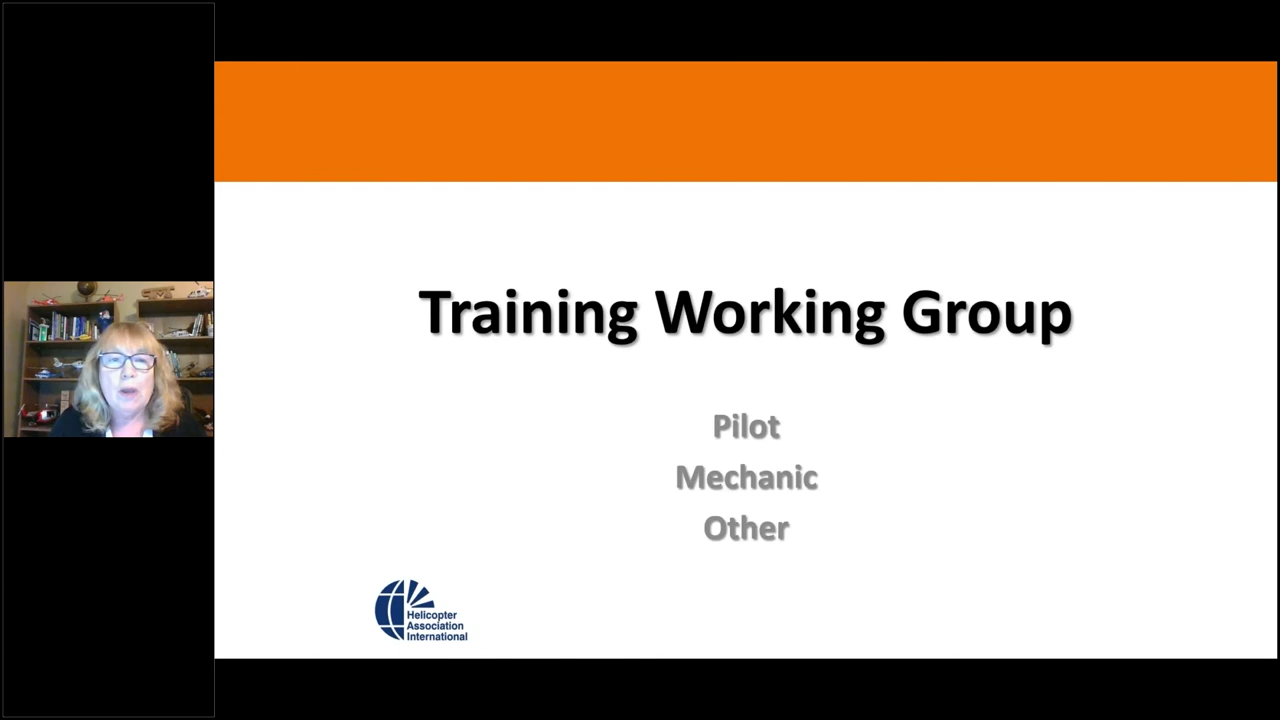 Training Working Group
Pilot
Mechanic
Other
Helicopter
Association
International